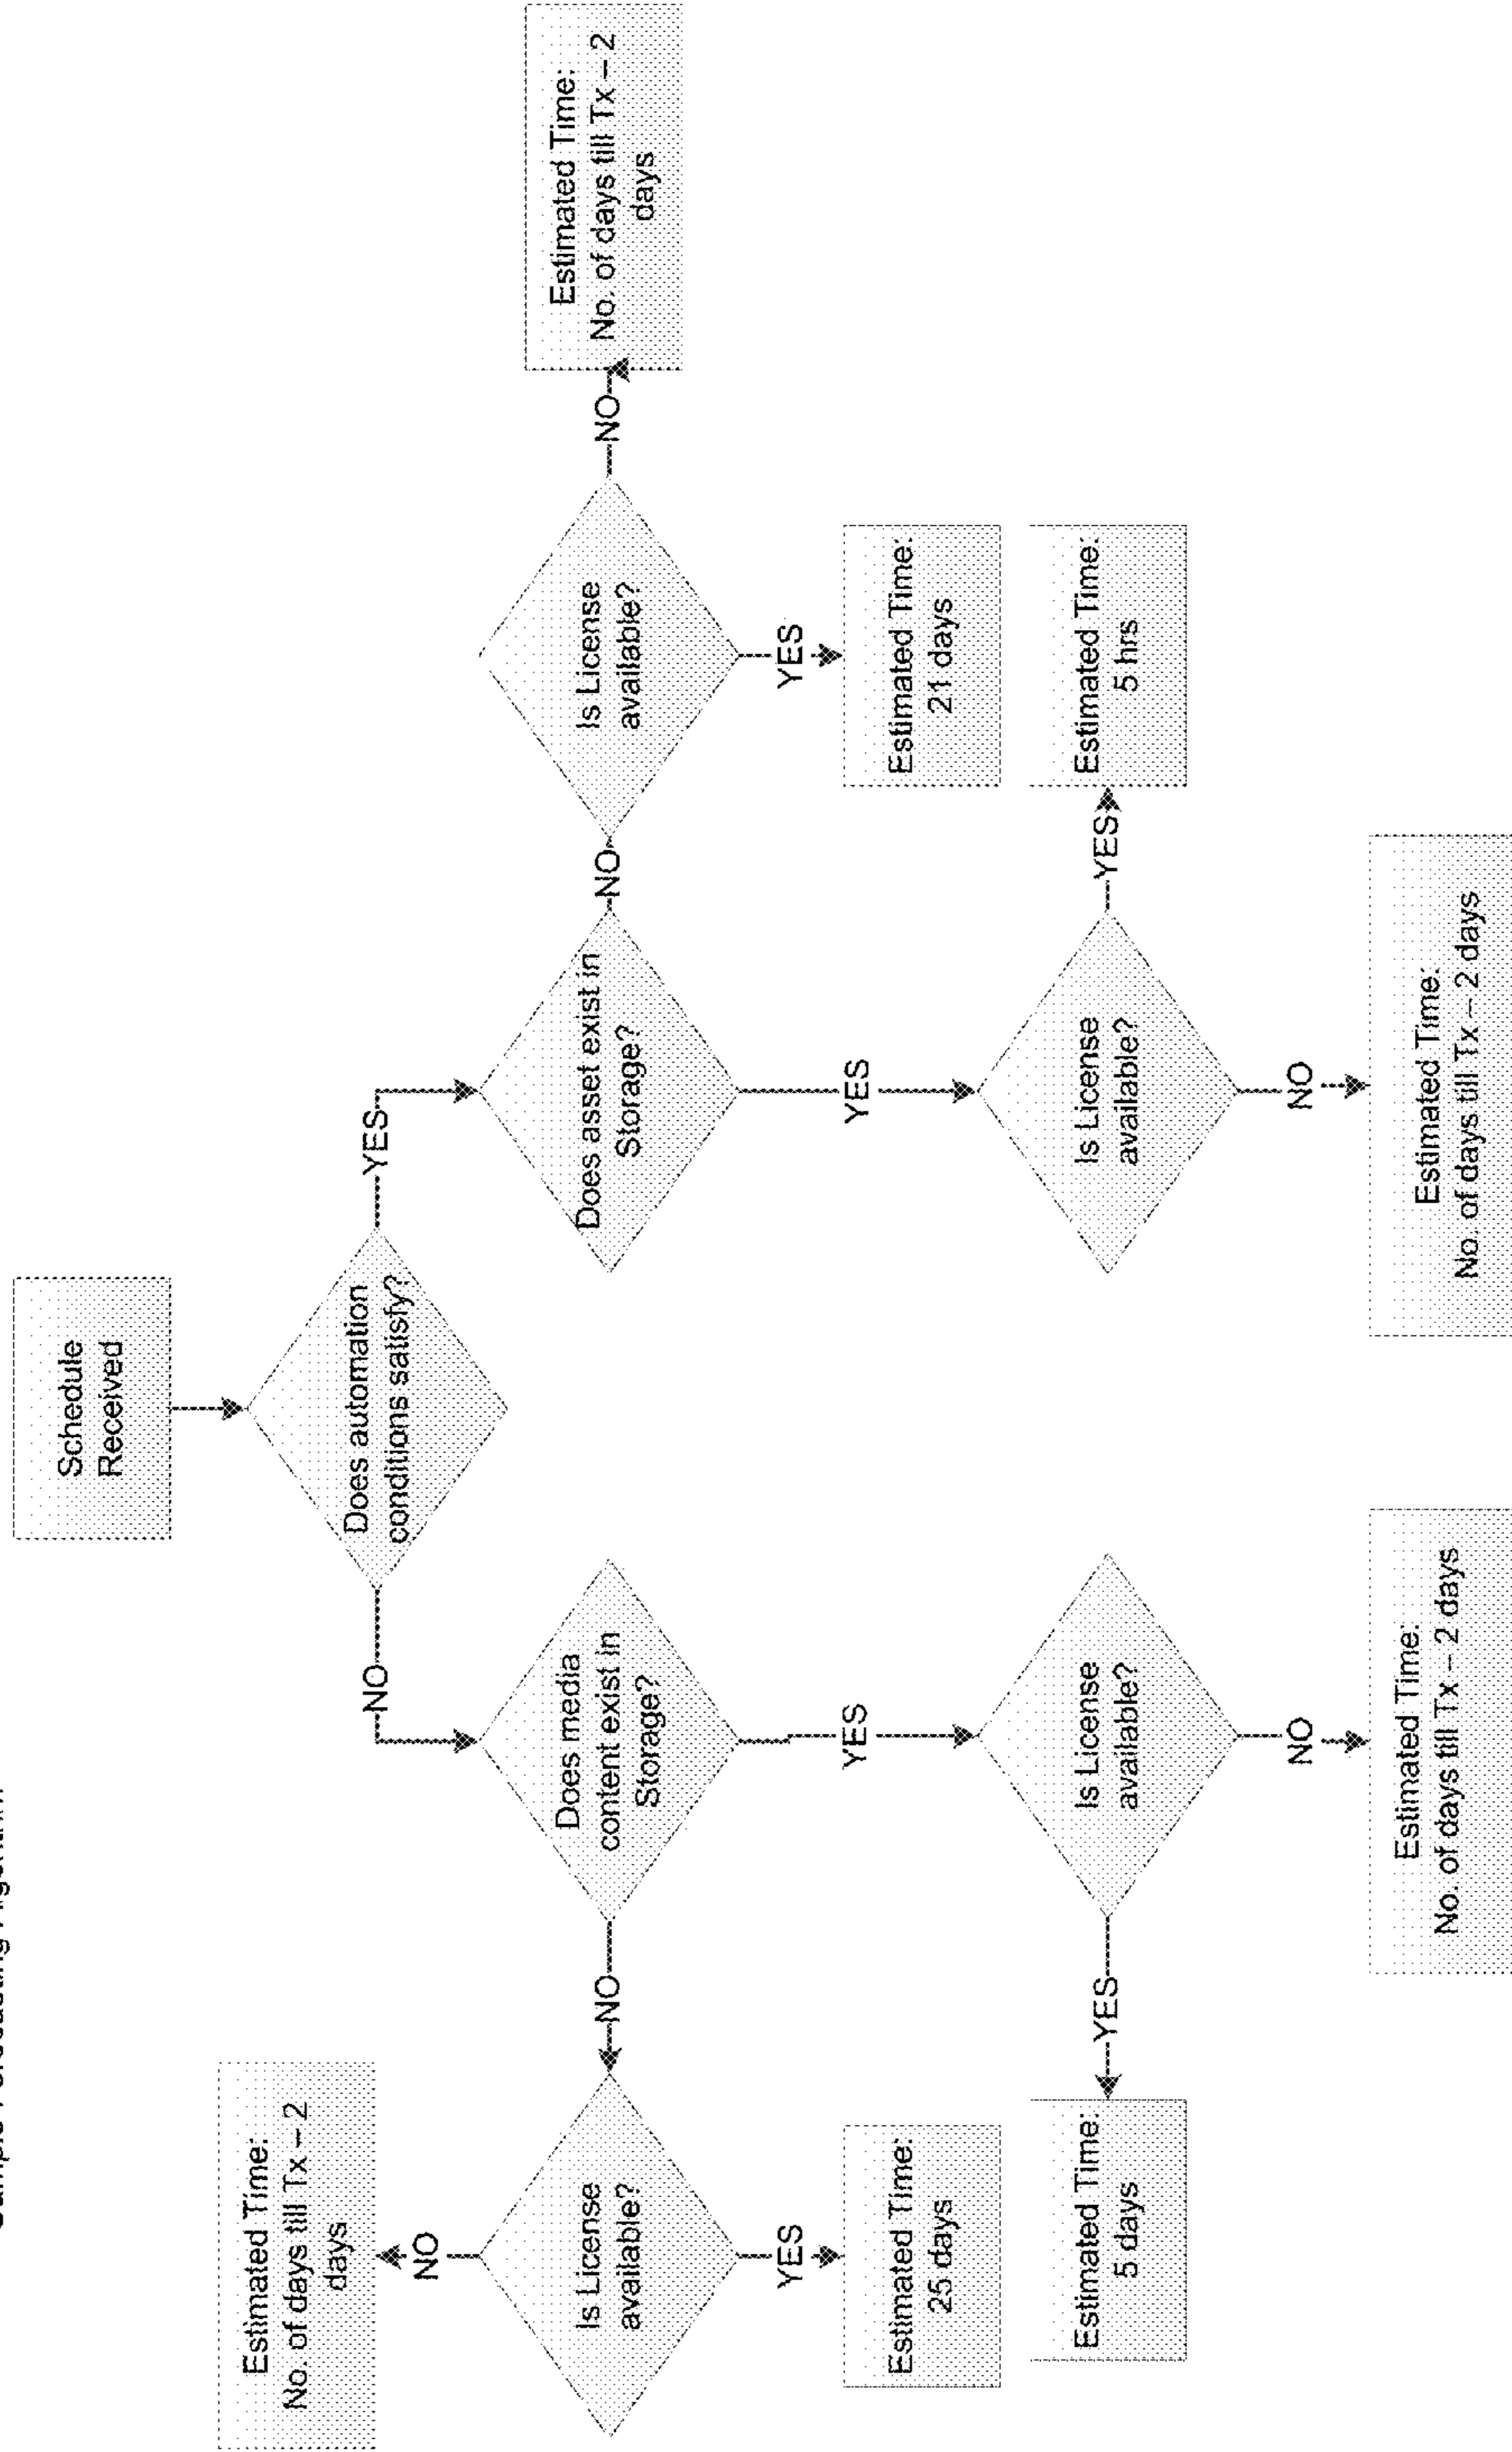 Sample Forecasting Algorithm
Schedule
Received
Does automation
conditions satisfy?
NO
YES
Estimated Time:
No. of days till Tx – 2
days
NO
Is License
available?
NO
Does media
content exist in
Storage?
Does asset exist in
Storage?
NO
Is License
available?
NO
Estimated Time:
No. of days till Tx – 2
days
YES
YES
YES
YES
Estimated Time:
25 days
Estimated Time:
21 days
Estimated Time:
5 days
YES
Is License
available?
Is License
available?
YES
Estimated Time:
5 hrs
NO
NO
Estimated Time:
No. of days till Tx – 2 days
Estimated Time:
No. of days till Tx – 2 days